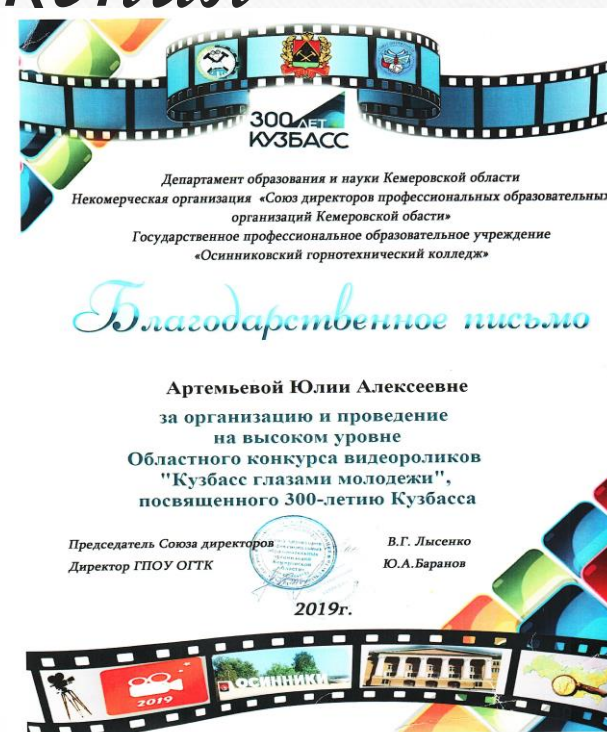 300 ЛЕТ
КУЗБАСС
Департамент образования и науки Кемеровской области
Некомерческая организация «Союз директоров профессиональных образовательных
организаций Кемеровской обасти»
Государственное профессиональное образовательное учреждение
«Осинниковский горнотехнический колледж»
Благодарственное письмо
Артемьевой Юлии Алексеевне
за организацию и проведение
на высоком уровне
Областного конкурса видеороликов
"Кузбасс глазами молодежи",
посвященного 300-летию Кузбасса
Председатель Союза директоров В.Г. Лысенко
Директор ГПОУ ОГТК Ю.А.Баранов
2019г.
2019
ОСИННИКИ